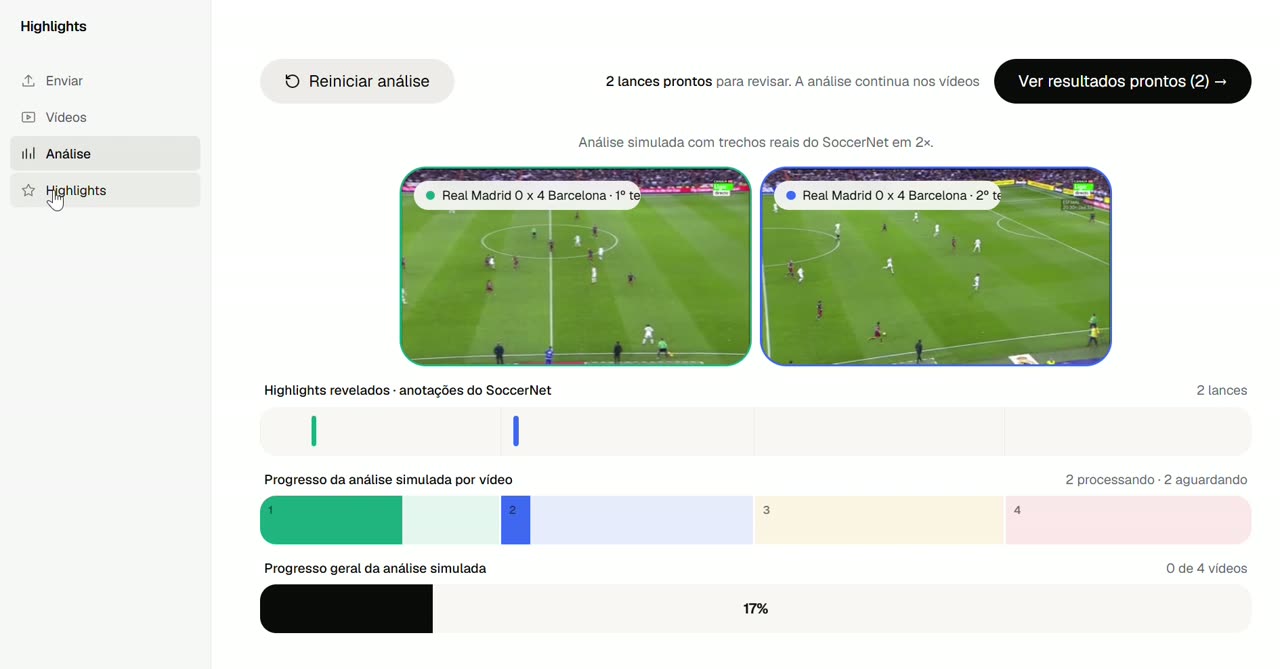 Highlights
Enviar
Vídeos
Análise
Highlights
Reiniciar análise
2 lances prontos para revisar. A análise continua nos vídeos
Ver resultados prontos (2) →
Análise simulada com trechos reais do SoccerNet em 2×.
Real Madrid 0 x 4 Barcelona · 1º te
Real Madrid 0 x 4 Barcelona · 2º te
Highlights revelados · anotações do SoccerNet
2 lances
Progresso da análise simulada por vídeo
2 processando · 2 aguardando
1
2
3
4
Progresso geral da análise simulada
0 de 4 vídeos
17%